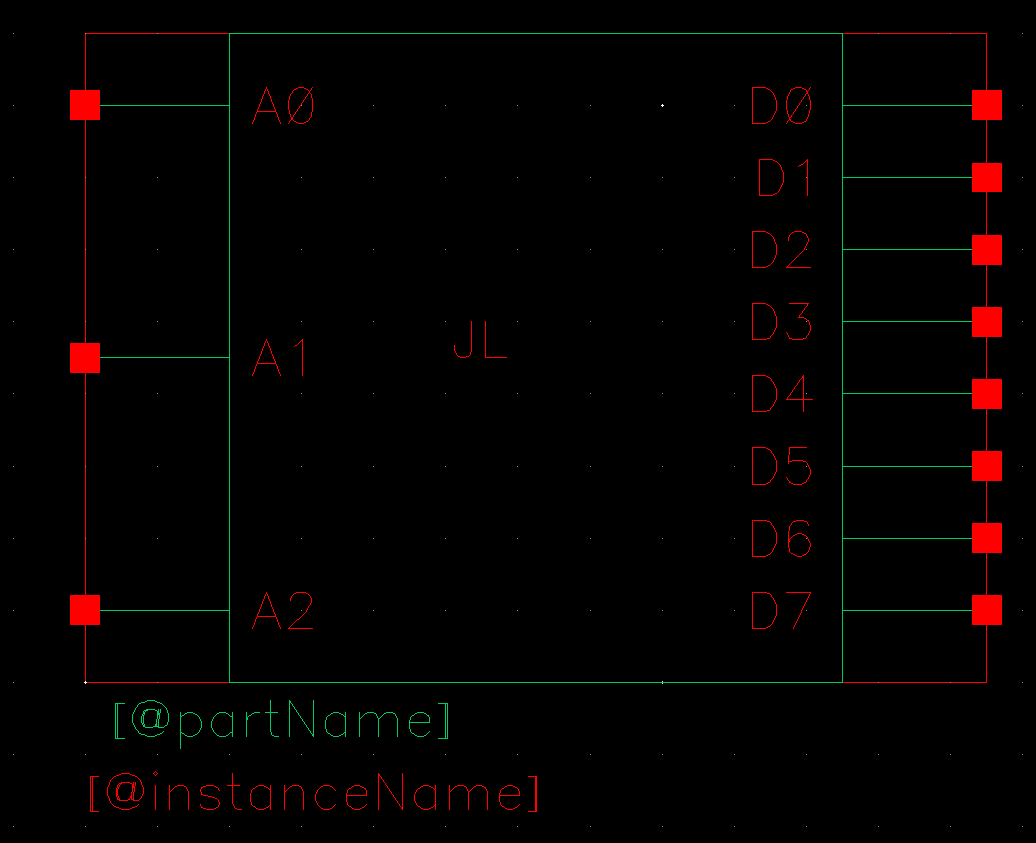 A0 D0
D1
D2
D3
A1 JL
D4
D5
D6
A2 D7
[@partName]
[@instanceName]